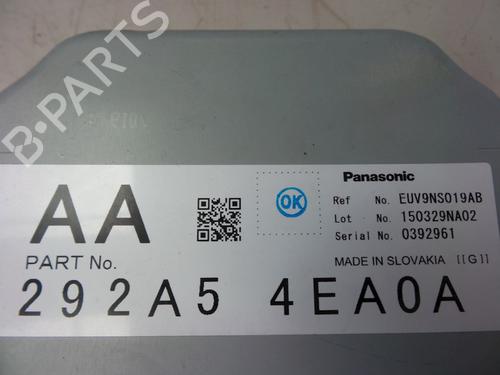 B-PARTS
AA
OK
Panasonic
Ref No. EUV9NS019AB
Lot No. 150329NA02
Serial No. 0392961
PART No.
MADE IN SLOVAKIA [[G]]
292A5 4EA0A